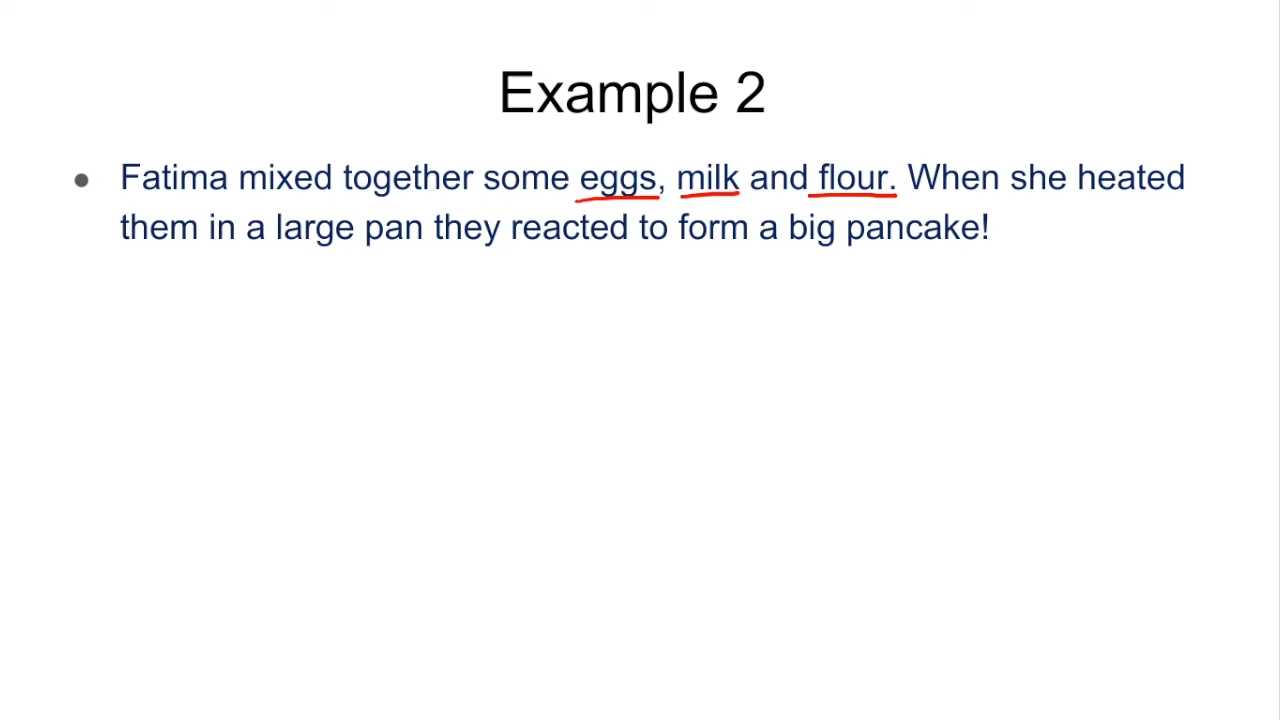 Example 2
● Fatima mixed together some eggs, milk and flour. When she heated
them in a large pan they reacted to form a big pancake!